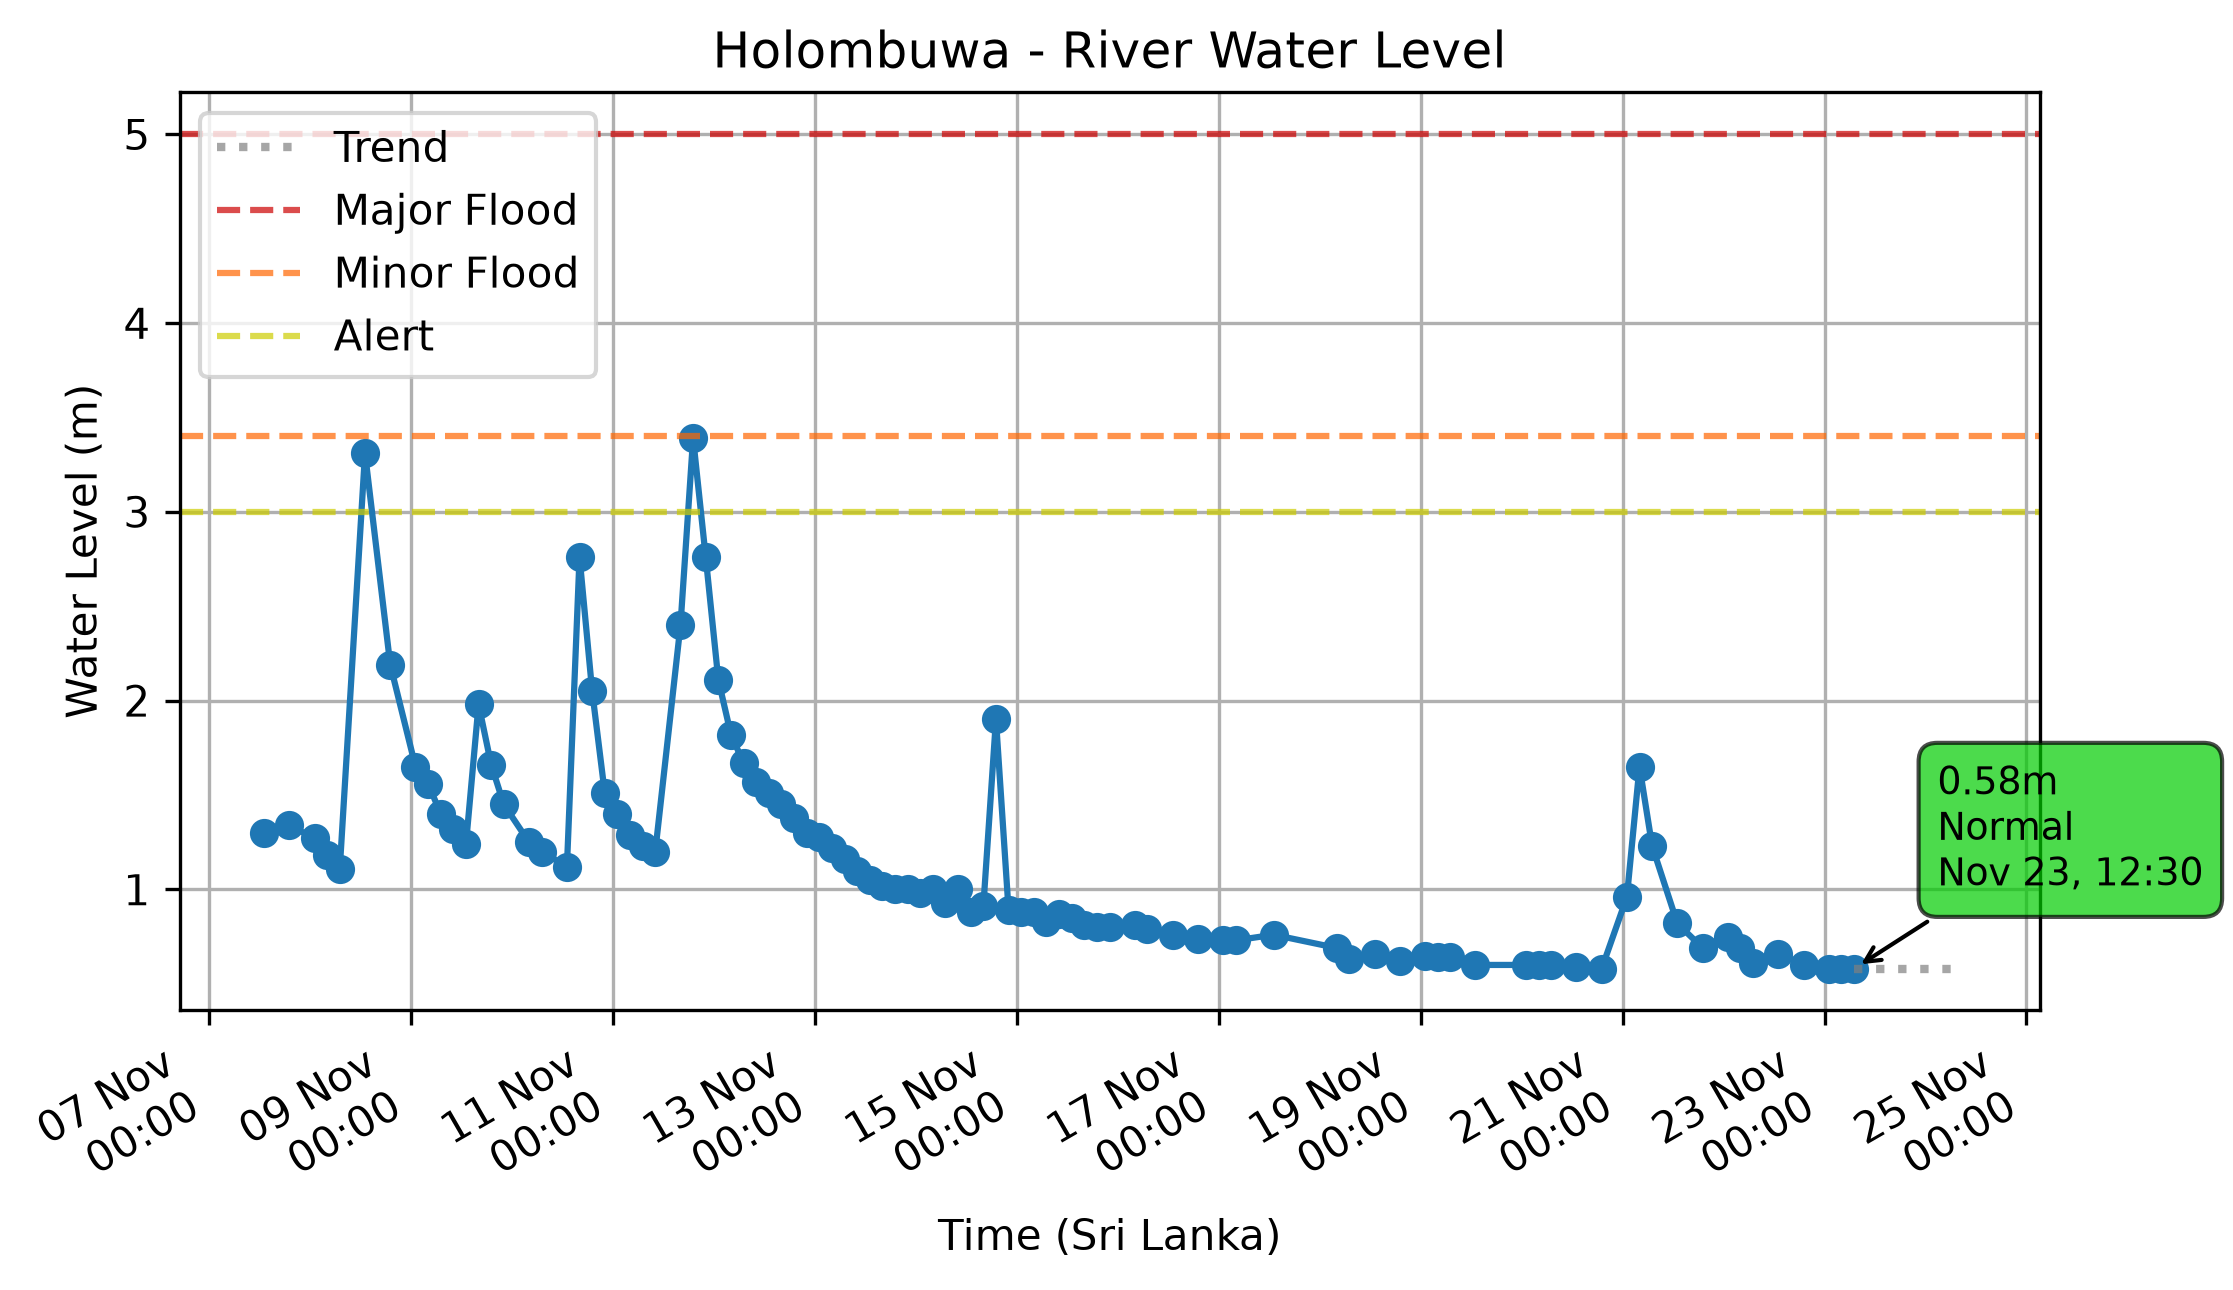 Holombuwa - River Water Level
Trend
Major Flood
Minor Flood
Alert
5
4
3
2
1
Water Level (m)
0.58m
Normal
Nov 23, 12:30
07 Nov
00:00
09 Nov
00:00
11 Nov
00:00
13 Nov
00:00
15 Nov
00:00
17 Nov
00:00
19 Nov
00:00
21 Nov
00:00
23 Nov
00:00
25 Nov
00:00
Time (Sri Lanka)